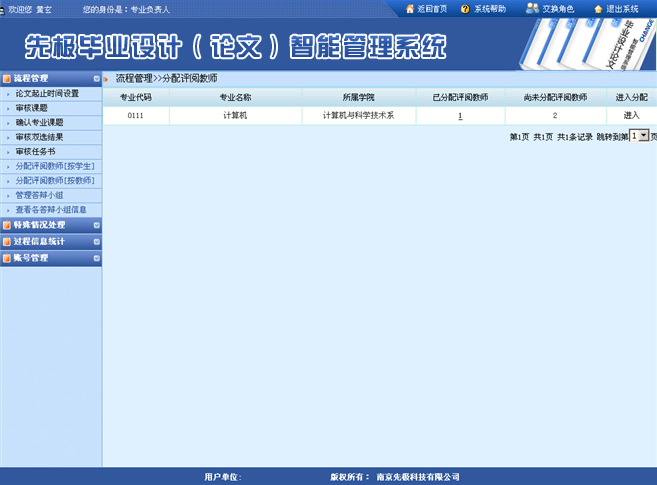 欢迎您 黄玄 您的身份是：专业负责人 返回首页 系统帮助 交换角色 退出系统
先极毕业设计（论文）智能管理系统
毕业设计论文
流程管理
论文起止时间设置
审核课题
确认专业课题
审核双选结果
审核任务书
分配评阅教师[按学生]
分配评阅教师[按教师]
管理答辩小组
查看各答辩小组信息
特殊情况处理
过程信息统计
账号管理
流程管理>>分配评阅教师
专业代码 专业名称 所属学院 已分配评阅教师 尚未分配评阅教师 进入分配
0111 计算机 计算机与科学技术系 1 2 进入
第1页 共1页 共1条记录 跳转到第 1 页
用户单位: 版权所有： 南京先极科技有限公司